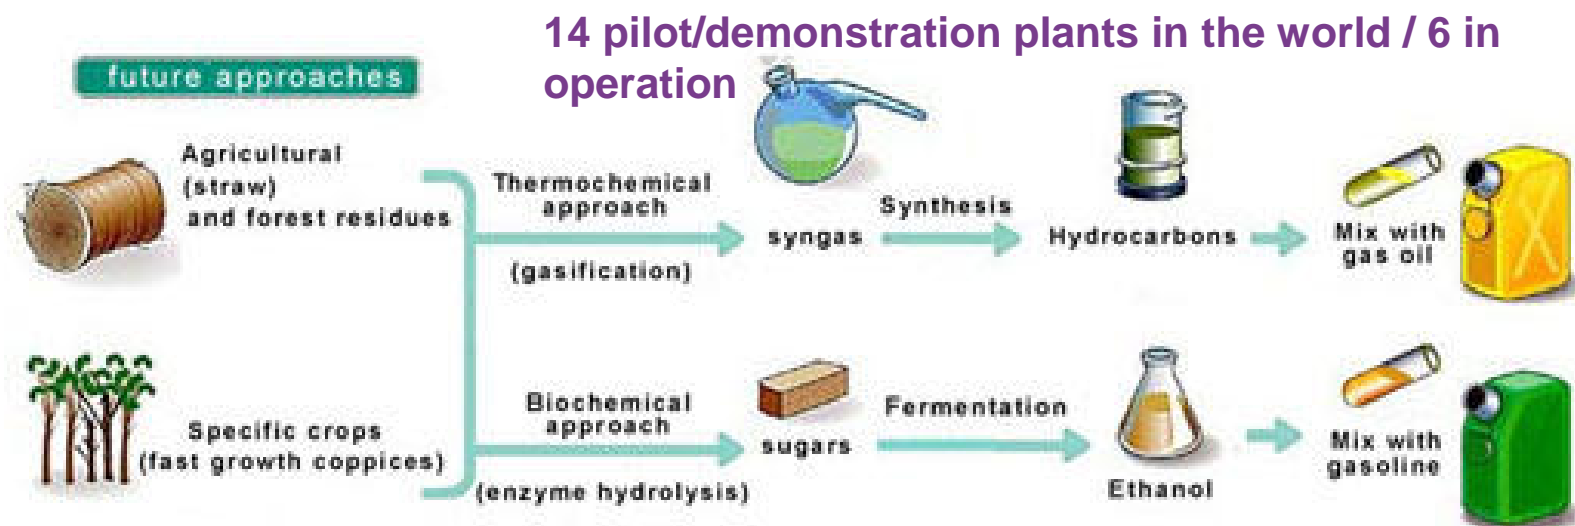 14 pilot/demonstration plants in the world / 6 in
operation
future approaches
Agricultural
(straw)
and forest residues
Thermochemical
approach
(gasification)
syngas
Synthesis
Hydrocarbons
Mix with
gas oil
Specific crops
(fast growth coppices)
Biochemical
approach
(enzyme hydrolysis)
sugars
Fermentation
Ethanol
Mix with
gasoline